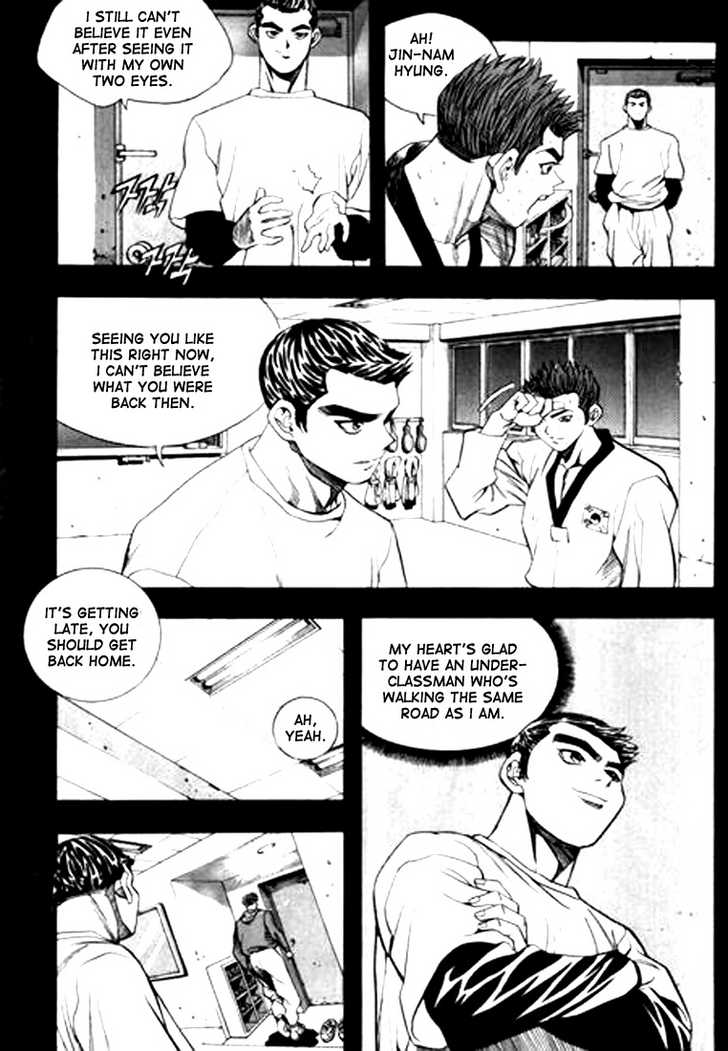 I STILL CAN'T
BELIEVE IT EVEN
AFTER SEEING IT
WITH MY OWN
TWO EYES.
AH!
JIN-NAM
HYUNG.
SEEING YOU LIKE
THIS RIGHT NOW,
I CAN'T BELIEVE
WHAT YOU WERE
BACK THEN.
IT'S GETTING
LATE, YOU
SHOULD GET
BACK HOME.
AH,
YEAH.
MY HEART'S GLAD
TO HAVE AN UNDER-
CLASSMAN WHO'S
WALKING THE SAME
ROAD AS I AM.